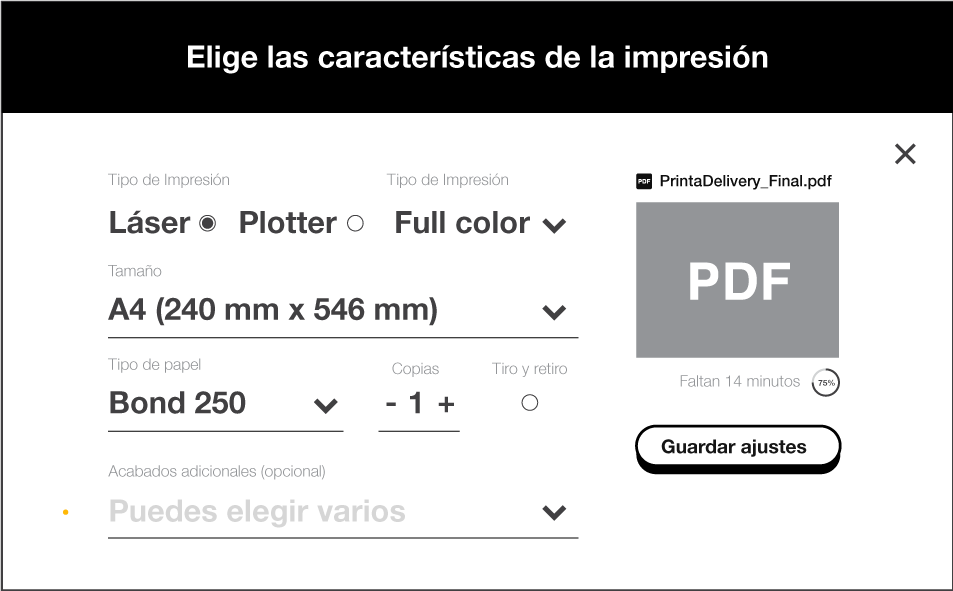 Elige las características de la impresión
Tipo de Impresión
Tipo de Impresión
Láser Plotter Full color
Tamaño
A4 (240 mm x 546 mm)
Tipo de papel
Copias
Tiro y retiro
Bond 250
- 1 +
Acabados adicionales (opcional)
Puedes elegir varios
PDF PrintaDelivery_Final.pdf
PDF
Faltan 14 minutos 75%
Guardar ajustes